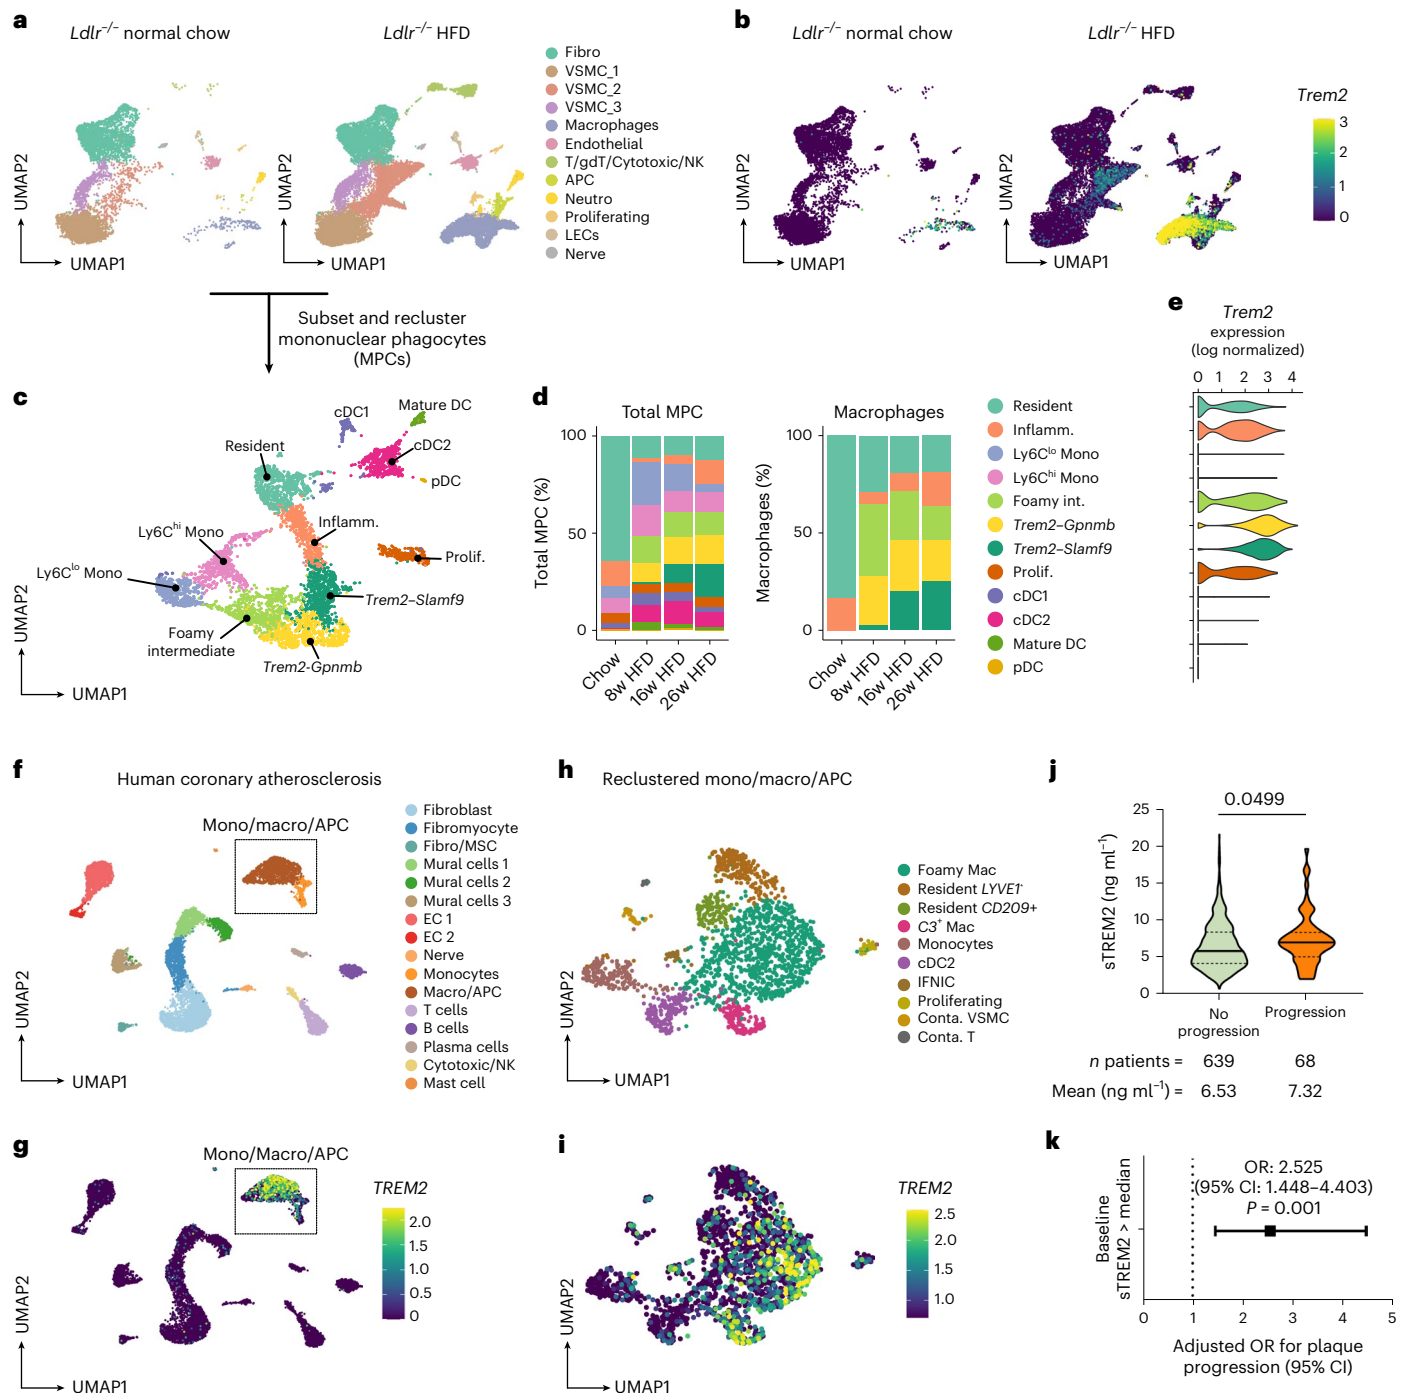 a
Ldlr−/− normal chow
Ldlr−/− HFD
Fibro
VSMC_1
VSMC_2
VSMC_3
Macrophages
Endothelial
T/gdT/Cytotoxic/NK
APC
Neutro
Proliferating
LECs
Nerve
UMAP2
UMAP1
UMAP2
UMAP1
b
Ldlr−/− normal chow
Ldlr−/− HFD
Trem2
3
2
1
0
UMAP2
UMAP1
UMAP2
UMAP1
Subset and recluster
mononuclear phagocytes
(MPCs)
c
cDC1
Mature DC
Resident
cDC2
pDC
Ly6Chi Mono
Inflamm.
Prolif.
Ly6Clo Mono
Trem2–Slamf9
Foamy
intermediate
Trem2-Gpnmb
UMAP2
UMAP1
d
Total MPC
Total MPC (%)
100
50
0
Chow
8w HFD
16w HFD
26w HFD
Macrophages
Macrophages (%)
100
50
0
Chow
8w HFD
16w HFD
26w HFD
Resident
Inflamm.
Ly6Clo Mono
Ly6Chi Mono
Foamy int.
Trem2–Gpnmb
Trem2–Slamf9
Prolif.
cDC1
cDC2
Mature DC
pDC
e
Trem2
expression
(log normalized)
0 1 2 3 4
f
Human coronary atherosclerosis
Mono/macro/APC
Fibroblast
Fibromyocyte
Fibro/MSC
Mural cells 1
Mural cells 2
Mural cells 3
EC 1
EC 2
Nerve
Monocytes
Macro/APC
T cells
B cells
Plasma cells
Cytotoxic/NK
Mast cell
UMAP2
UMAP1
h
Reclustered mono/macro/APC
Foamy Mac
Resident LYVE1-
Resident CD209+
C3+ Mac
Monocytes
cDC2
IFNIC
Proliferating
Conta. VSMC
Conta. T
UMAP2
UMAP1
j
0.0499
sTREM2 (ng ml−1)
25
20
15
10
5
0
No
progression
Progression
n patients = 639 68
Mean (ng ml−1) = 6.53 7.32
g
Mono/Macro/APC
TREM2
2.0
1.5
1.0
0.5
0
UMAP2
UMAP1
i
TREM2
2.5
2.0
1.5
1.0
UMAP2
UMAP1
k
Baseline
sTREM2 > median
OR: 2.525
(95% CI: 1.448–4.403)
P = 0.001
0 1 2 3 4 5
Adjusted OR for plaque
progression (95% CI)